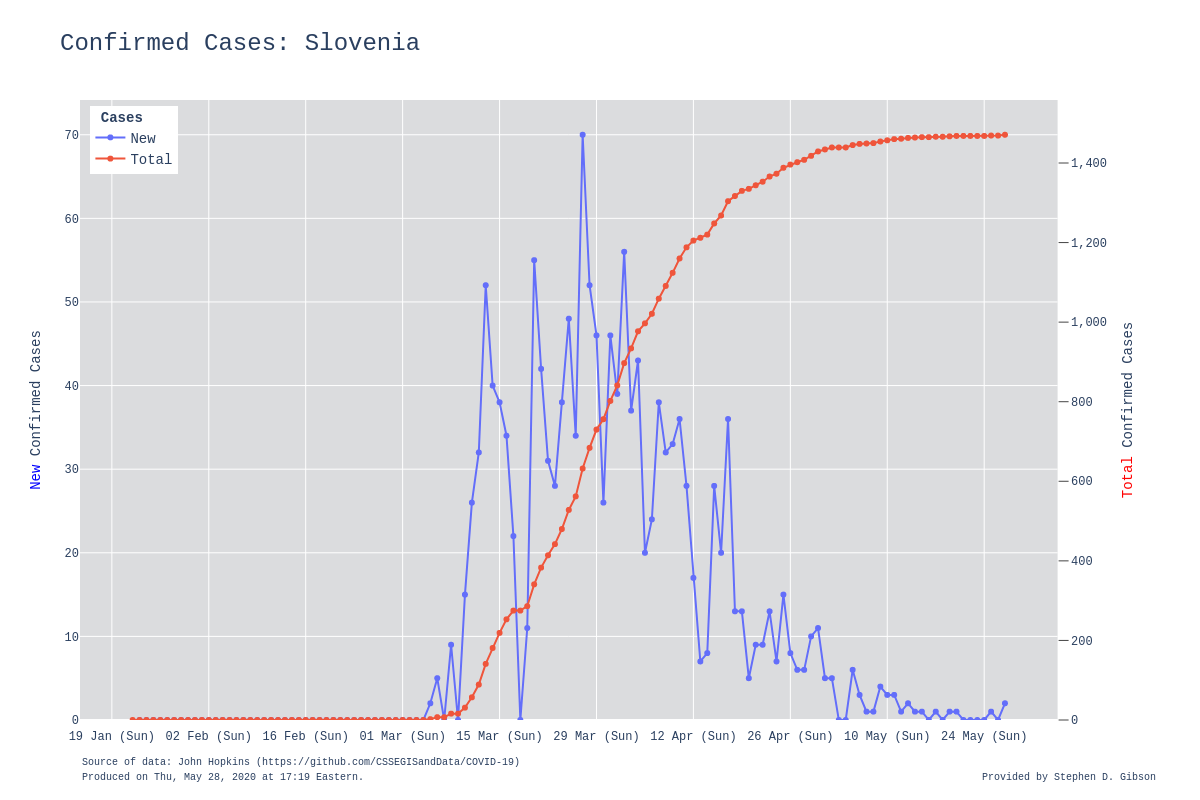 Confirmed Cases: Slovenia
Cases
New
Total
70
60
50
40
30
20
10
0
New Confirmed Cases
1,400
1,200
1,000
800
600
400
200
0
Total Confirmed Cases
19 Jan (Sun) 02 Feb (Sun) 16 Feb (Sun) 01 Mar (Sun) 15 Mar (Sun) 29 Mar (Sun) 12 Apr (Sun) 26 Apr (Sun) 10 May (Sun) 24 May (Sun)
Source of data: John Hopkins (https://github.com/CSSEGISandData/COVID-19)
Produced on Thu, May 28, 2020 at 17:19 Eastern.
Provided by Stephen D. Gibson